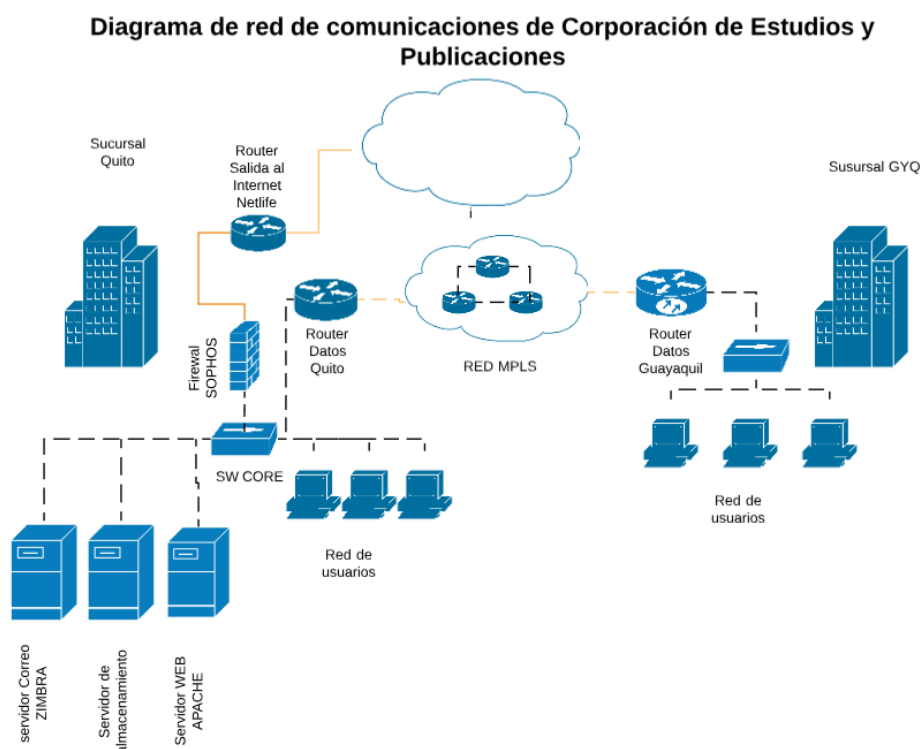 Diagrama de red de comunicaciones de Corporación de Estudios y
Publicaciones
Sucursal
Quito
Router
Salida al
Internet
Netlife
Susursal GYQ
Firewal
SOPHOS
Router
Datos
Quito
RED MPLS
Router
Datos
Guayaquil
SW CORE
Red de
usuarios
Red de
usuarios
servidor Correo
ZIMBRA
Servidor de
almacenamiento
Servidor WEB
APACHE